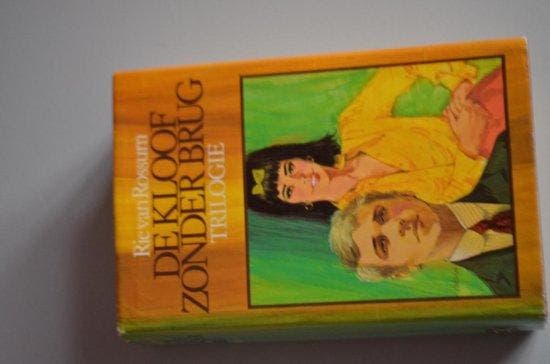 Rie van Rossum
DE KLOOF
ZONDER BRUG
TRILOGIE